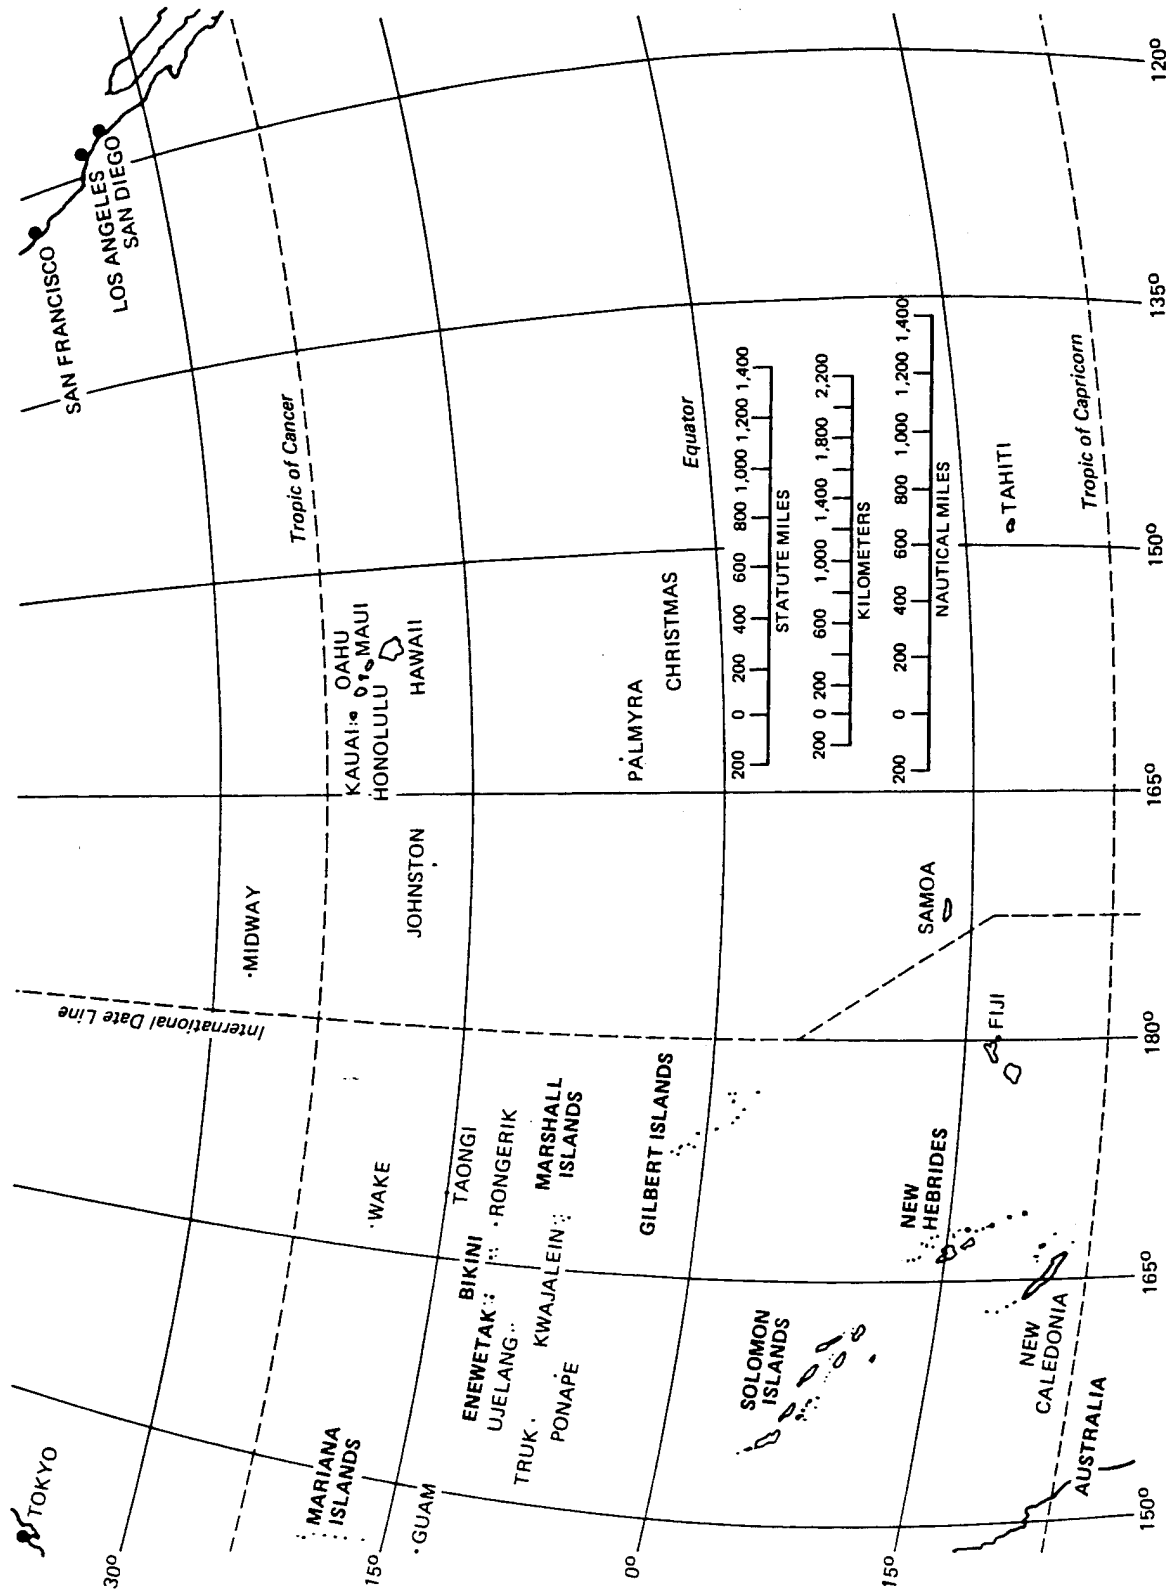 TOKYO
SAN FRANCISCO
LOS ANGELES
SAN DIEGO
30°
International Date Line
MIDWAY
Tropic of Cancer
MARIANA
ISLANDS
WAKE
KAUAI
OAHU
MAUI
HONOLULU
HAWAII
JOHNSTON
15°
GUAM
TAONGI
ENEWETAK
BIKINI
RONGERIK
UJELANG
KWAJALEIN
MARSHALL
ISLANDS
TRUK
PONAPE
PALMYRA
CHRISTMAS
GILBERT ISLANDS
Equator
0°
SOLOMON
ISLANDS
200 0 200 400 600 800 1,000 1,200 1,400
STATUTE MILES
200 0 200 600 1,000 1,400 1,800 2,200
KILOMETERS
200 0 200 400 600 800 1,000 1,200 1,400
NAUTICAL MILES
15°
NEW
HEBRIDES
SAMOA
FIJI
TAHITI
NEW
CALEDONIA
Tropic of Capricorn
AUSTRALIA
150°
165°
180°
165°
150°
135°
120°